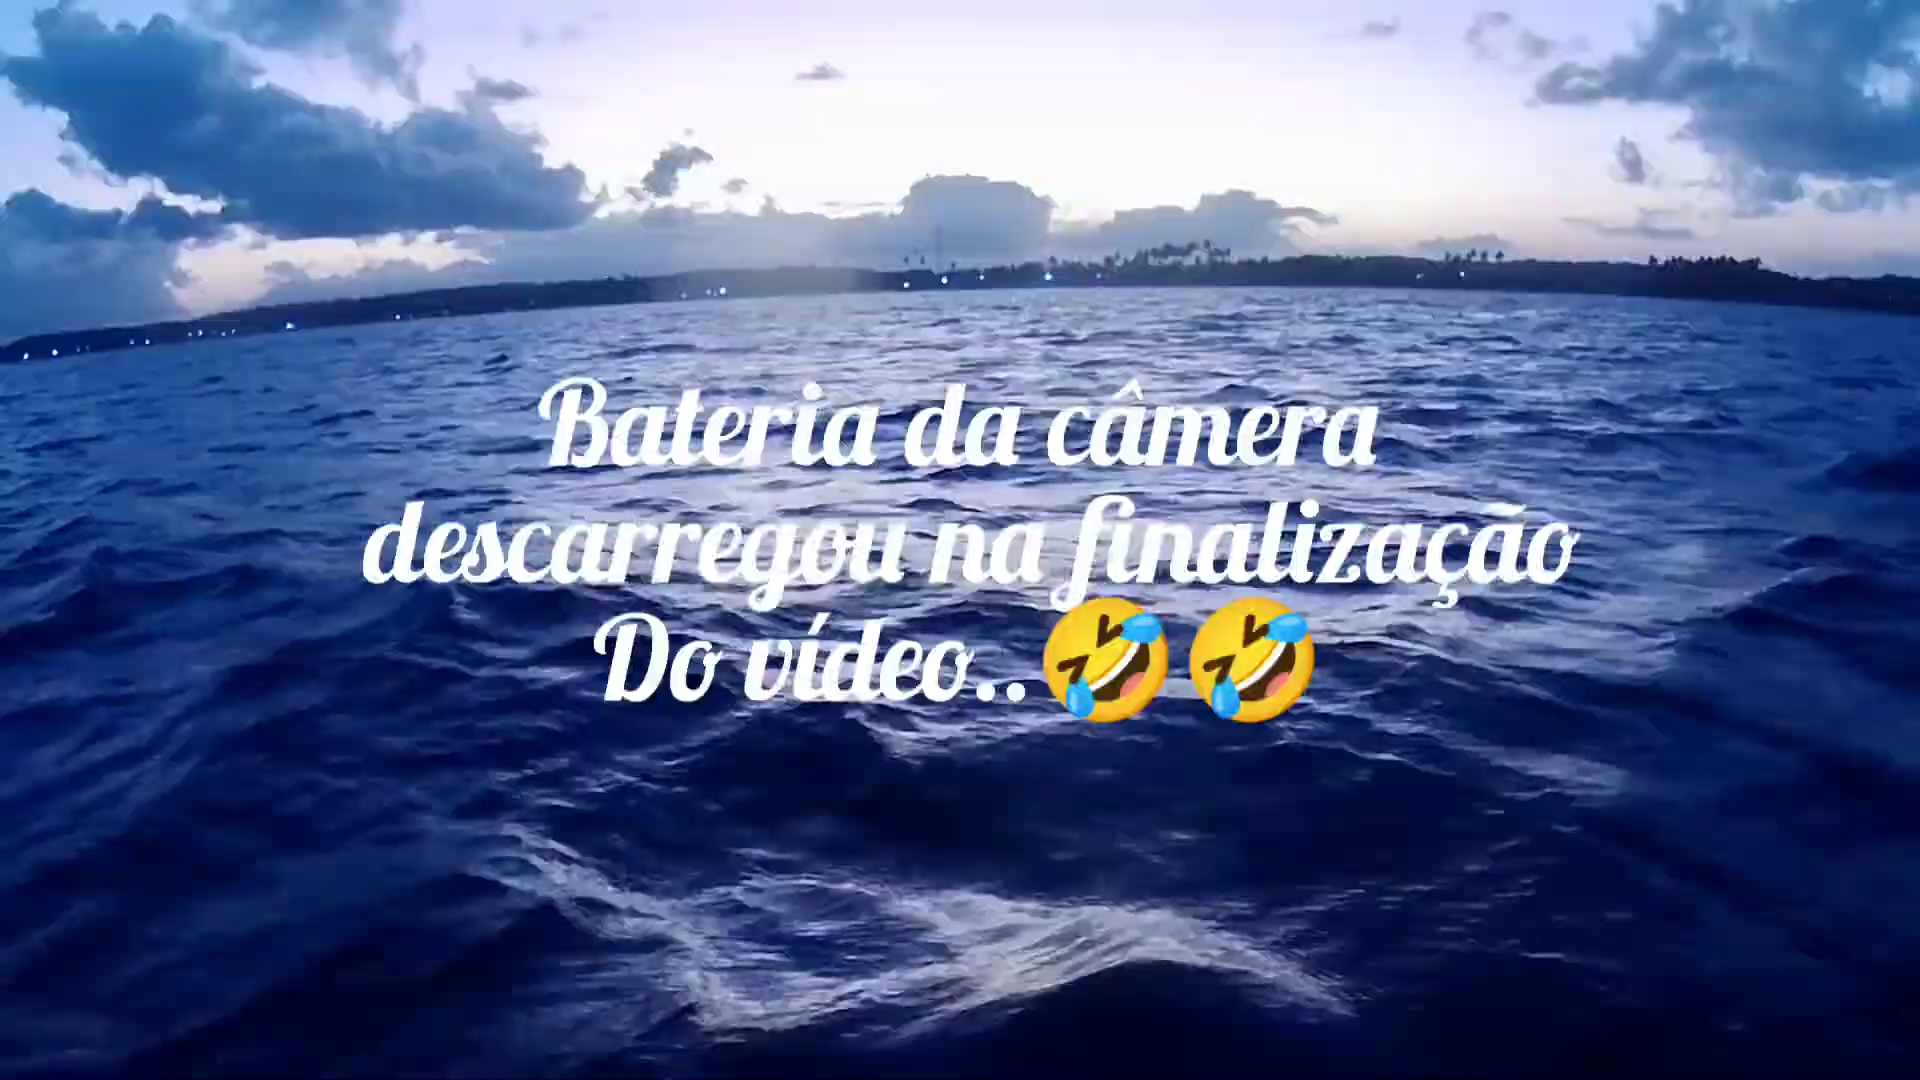 Bateria da câmera
descarregou na finalização
Do vídeo..🤣🤣